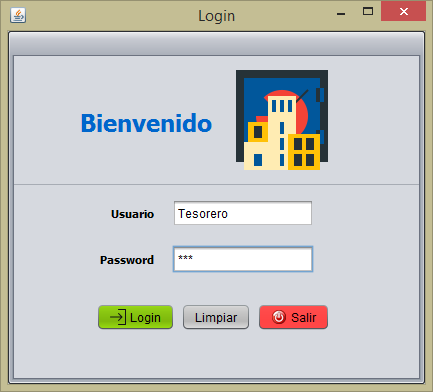 Login
Bienvenido
Usuario Tesorero
Password ***
Login Limpiar Salir